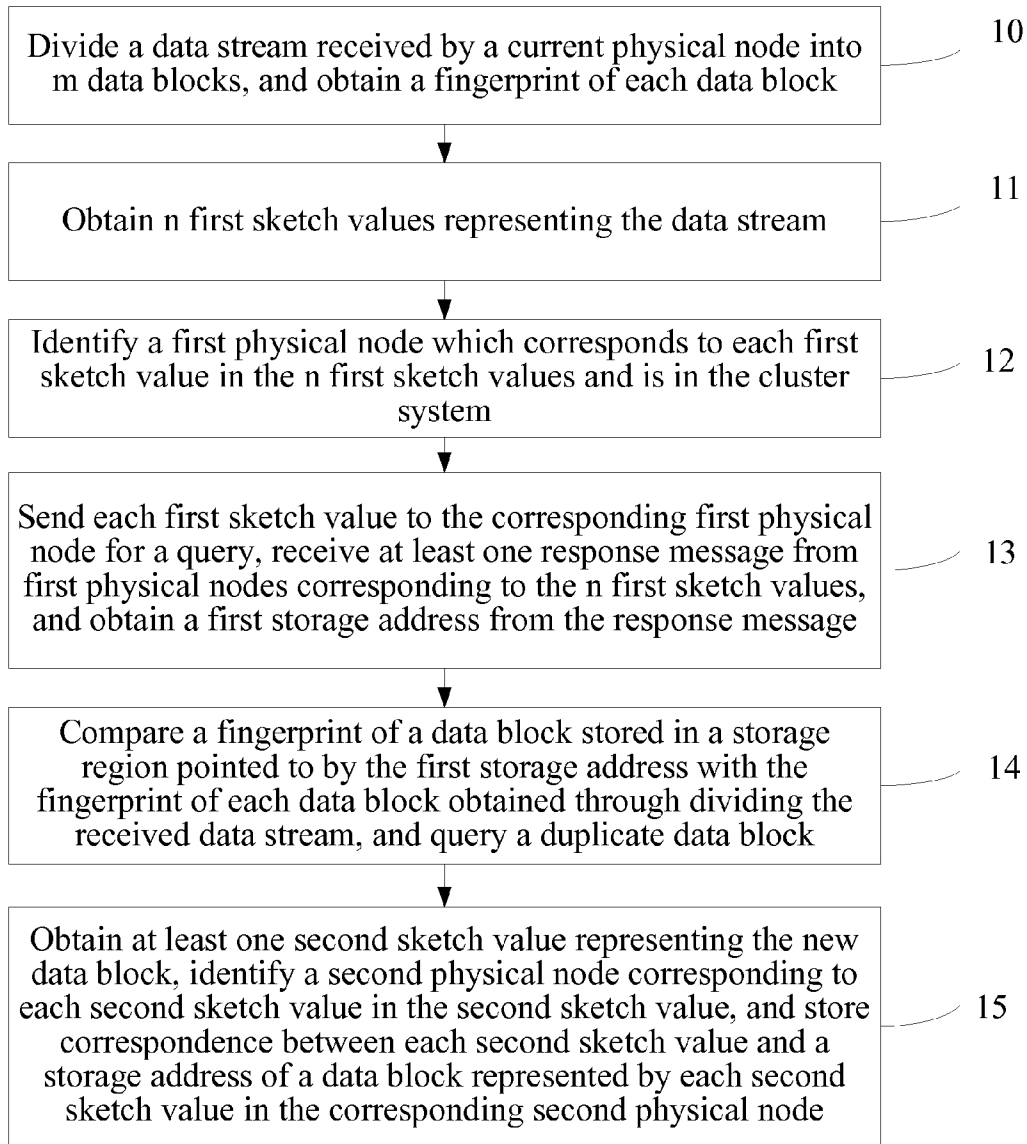 Divide a data stream received by a current physical node into
m data blocks, and obtain a fingerprint of each data block
10
Obtain n first sketch values representing the data stream
11
Identify a first physical node which corresponds to each first
sketch value in the n first sketch values and is in the cluster
system
12
Send each first sketch value to the corresponding first physical
node for a query, receive at least one response message from
first physical nodes corresponding to the n first sketch values,
and obtain a first storage address from the response message
13
Compare a fingerprint of a data block stored in a storage
region pointed to by the first storage address with the
fingerprint of each data block obtained through dividing the
received data stream, and query a duplicate data block
14
Obtain at least one second sketch value representing the new
data block, identify a second physical node corresponding to
each second sketch value in the second sketch value, and store
correspondence between each second sketch value and a
storage address of a data block represented by each second
sketch value in the corresponding second physical node
15